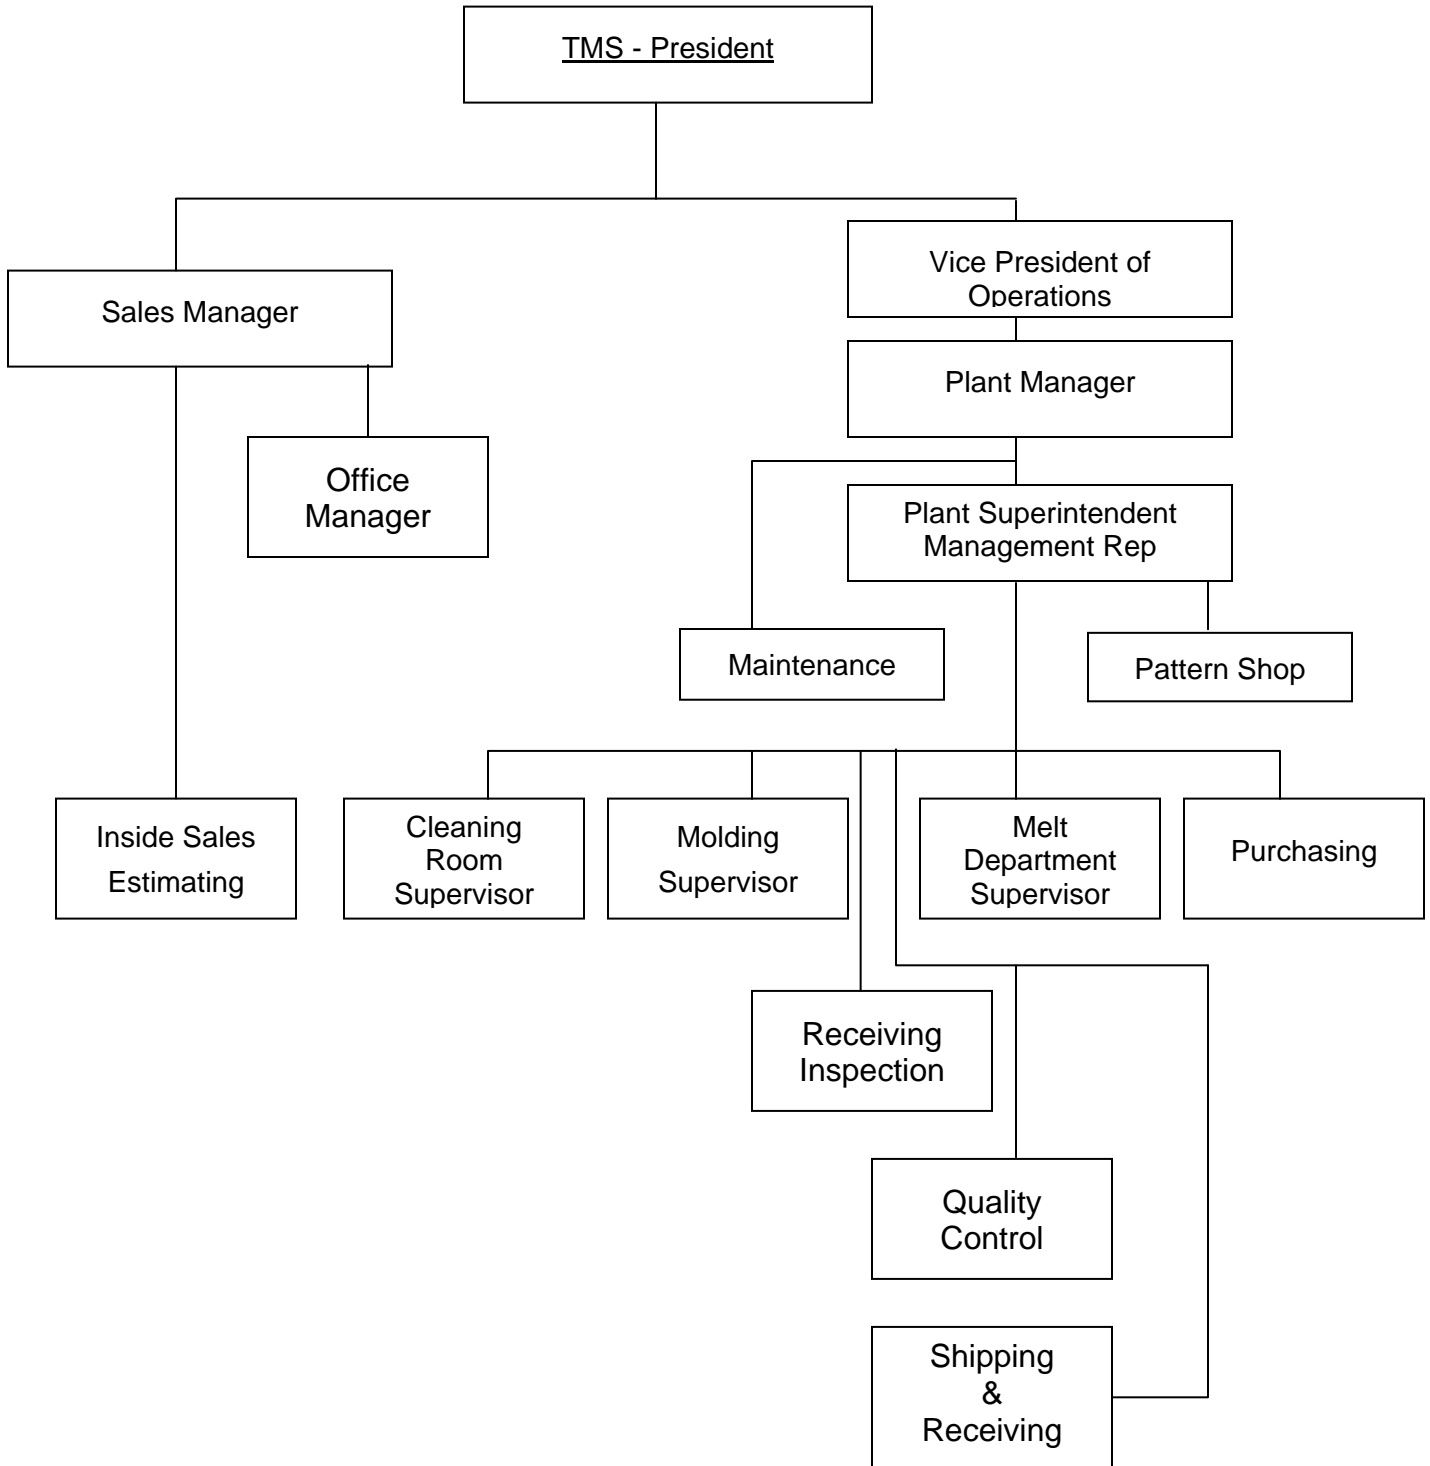 TMS - President
Vice President of
Operations
Sales Manager
Plant Manager
Office
Manager
Plant Superintendent
Management Rep
Maintenance
Pattern Shop
Inside Sales
Estimating
Cleaning
Room
Supervisor
Molding
Supervisor
Melt
Department
Supervisor
Purchasing
Receiving
Inspection
Quality
Control
Shipping
&
Receiving